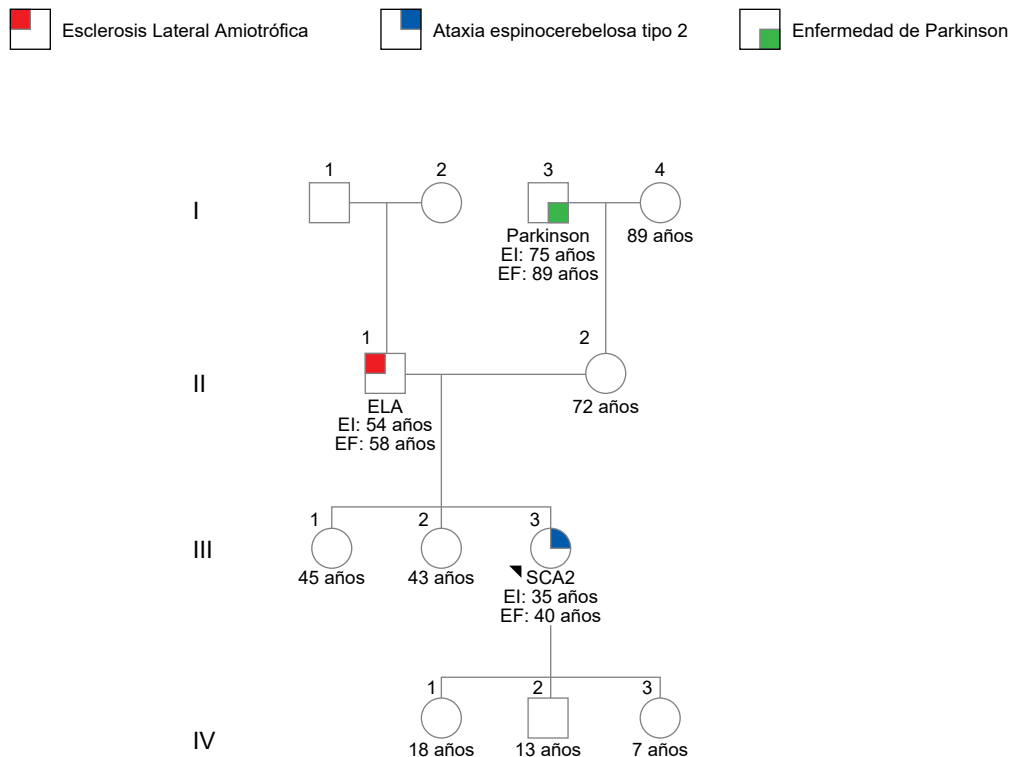 Esclerosis Lateral Amiotrófica
Ataxia espinocerebelosa tipo 2
Enfermedad de Parkinson
I
1
2
3
4
Parkinson
EI: 75 años
EF: 89 años
89 años
II
1
2
ELA
EI: 54 años
EF: 58 años
72 años
III
1
2
3
45 años
43 años
SCA2
EI: 35 años
EF: 40 años
IV
1
2
3
18 años
13 años
7 años